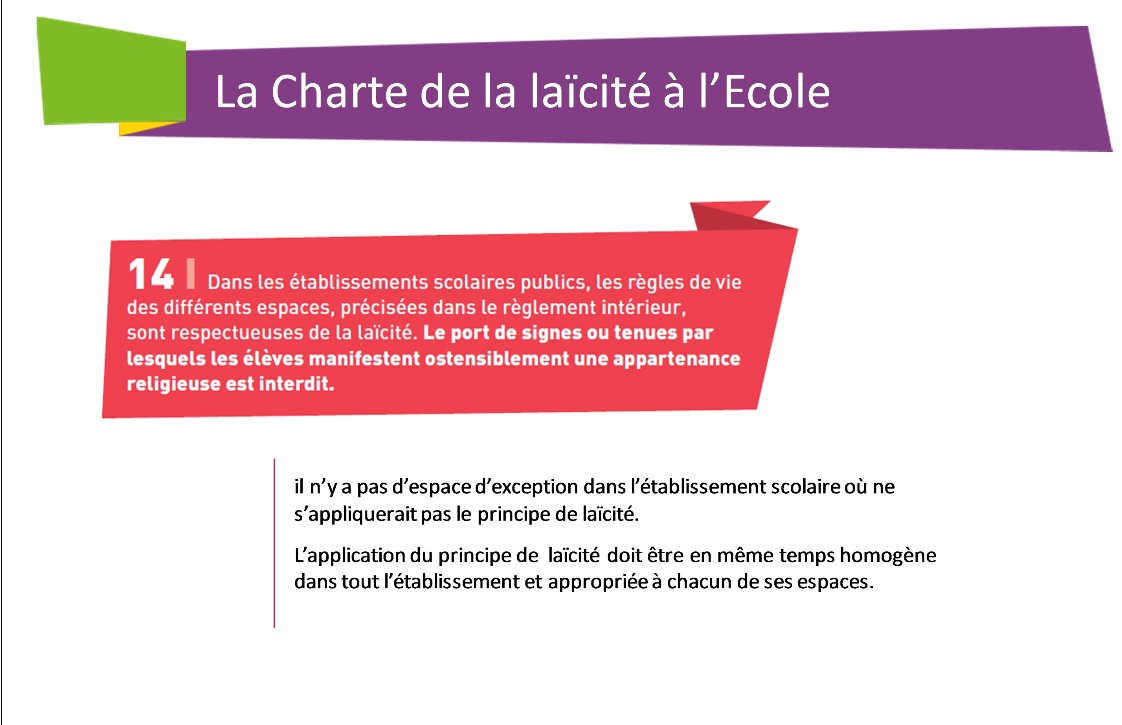 La Charte de la laïcité à l’Ecole
14 | Dans les établissements scolaires publics, les règles de vie
des différents espaces, précisées dans le règlement intérieur,
sont respectueuses de la laïcité. Le port de signes ou tenues par
lesquels les élèves manifestent ostensiblement une appartenance
religieuse est interdit.
il n’y a pas d’espace d’exception dans l’établissement scolaire où ne
s’appliquerait pas le principe de laïcité.
L’application du principe de laïcité doit être en même temps homogène
dans tout l’établissement et appropriée à chacun de ses espaces.